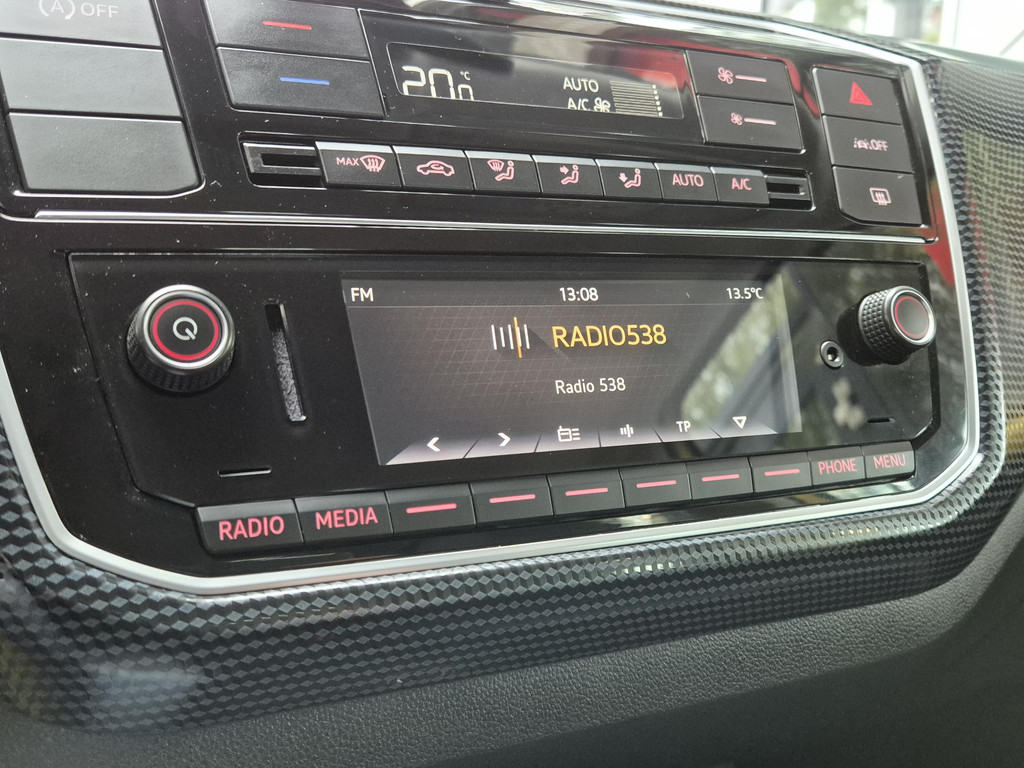 (A) OFF
20.0 °C
AUTO
A/C
MAX
AUTO
A/C
OFF
FM 13:08 13.5°C
RADIO538
Radio 538
TP
RADIO MEDIA PHONE MENU